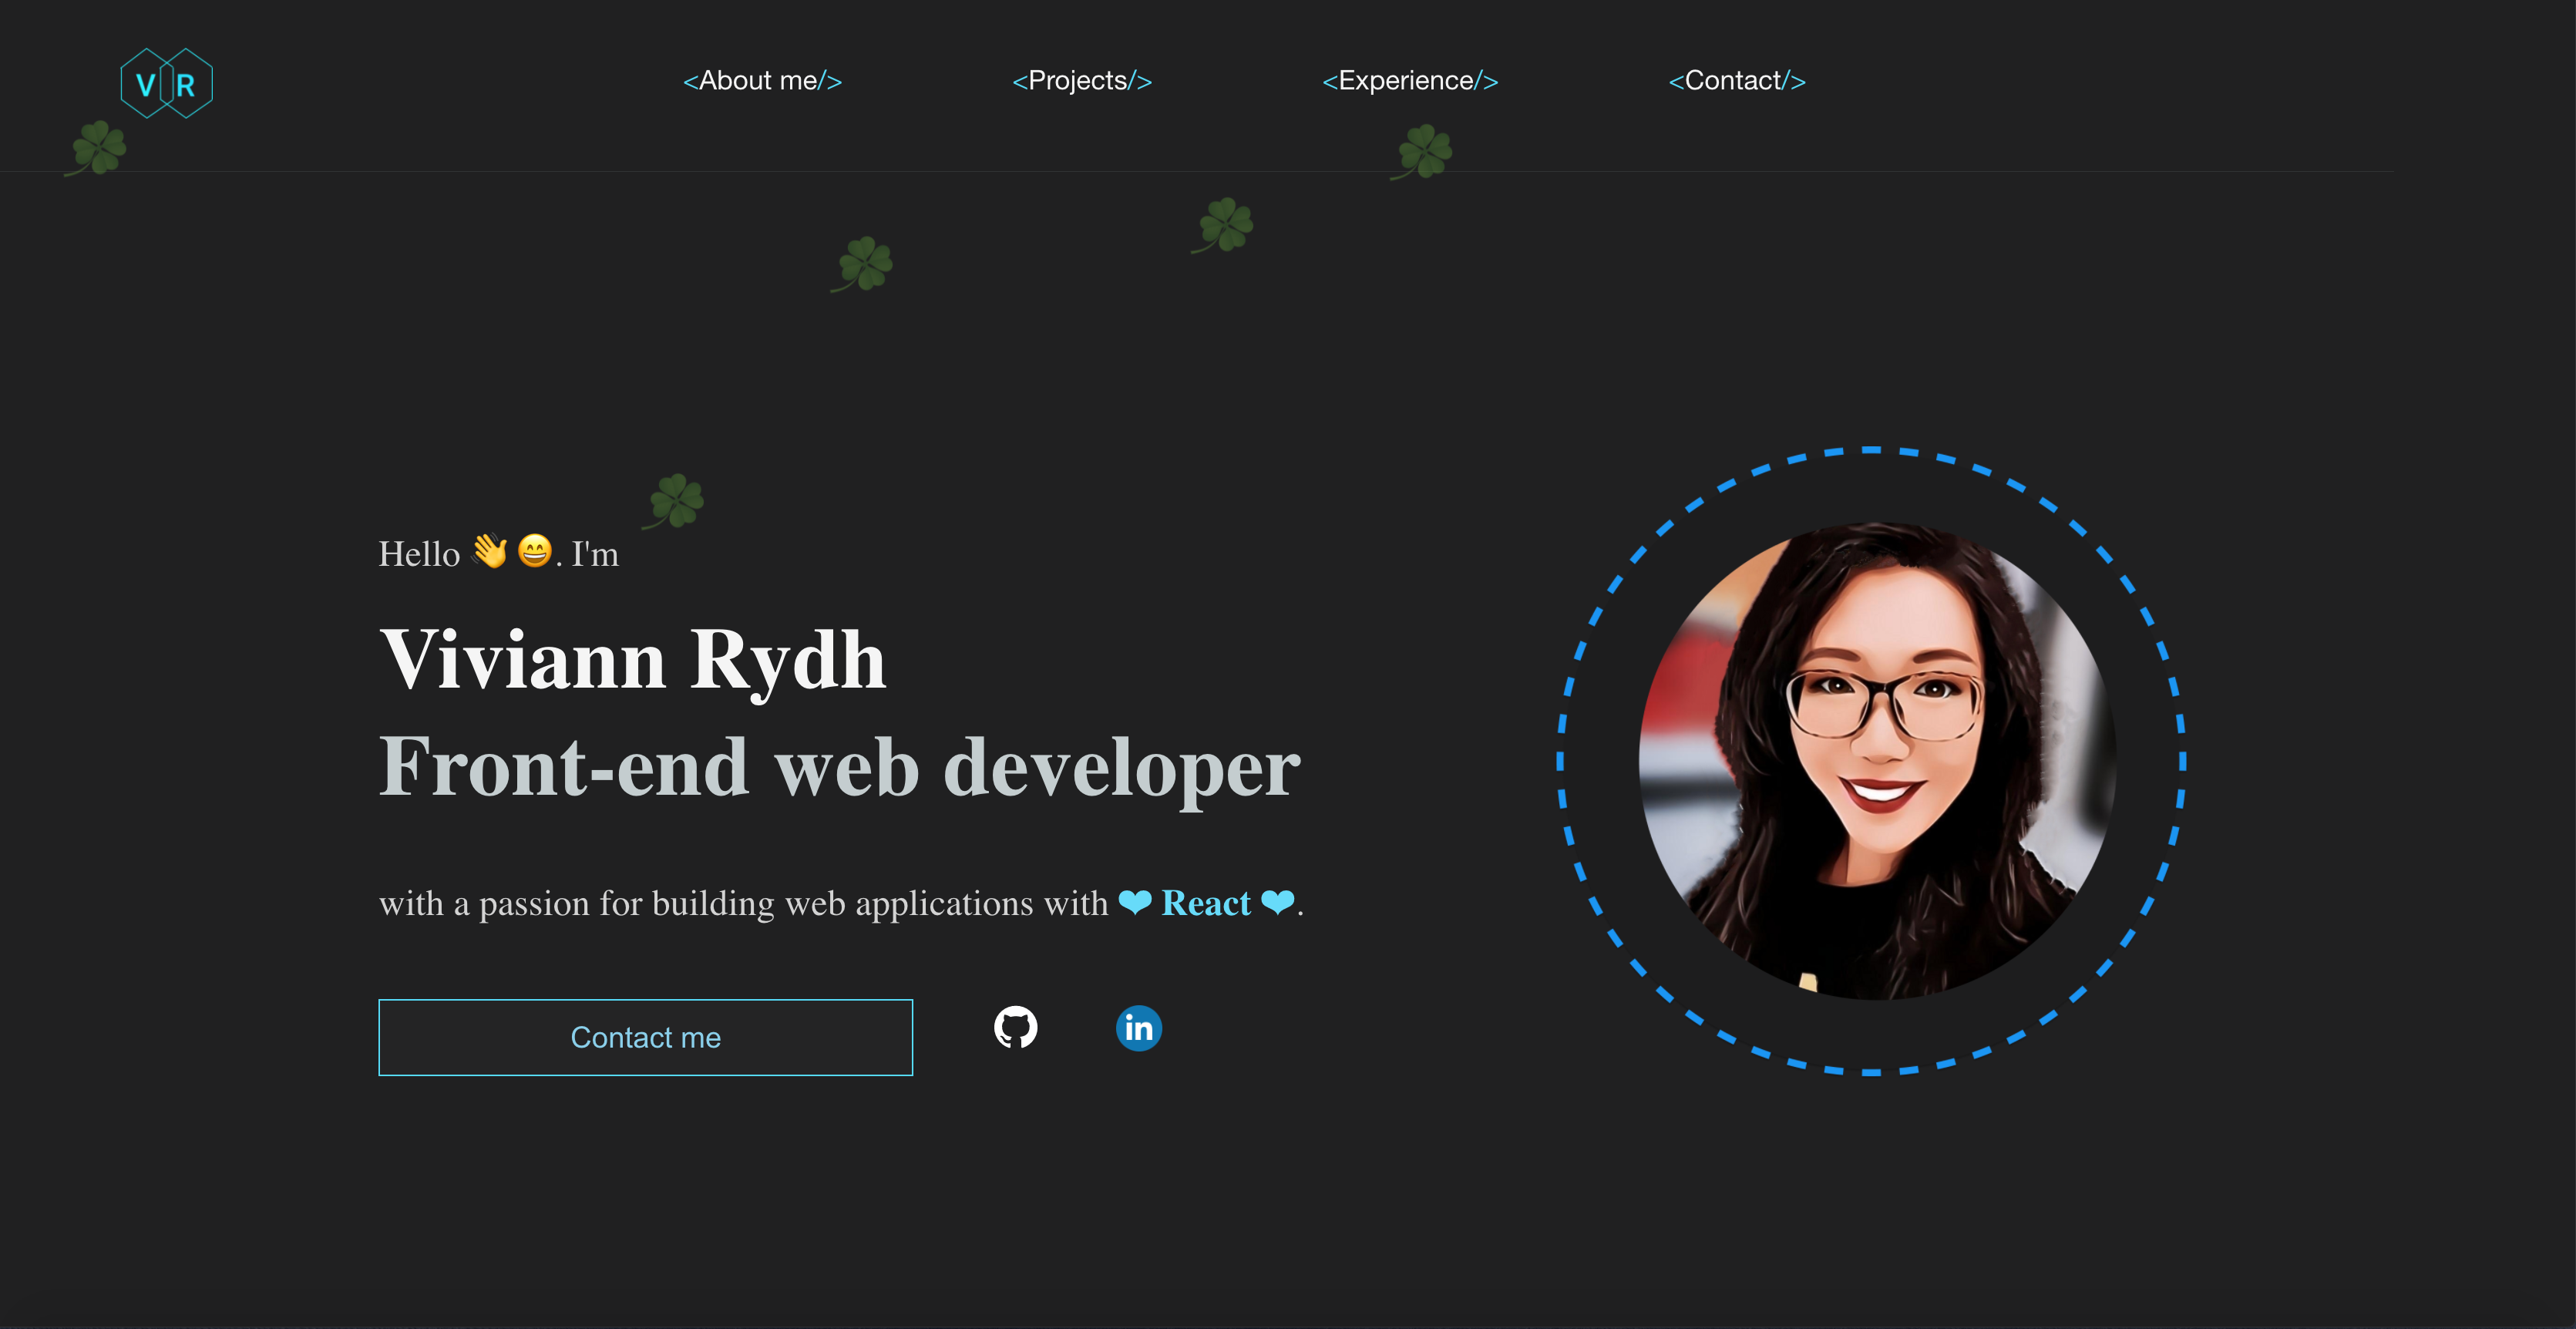 V R
<About me/> <Projects/> <Experience/> <Contact/>
Hello 👋 😄. I'm
Viviann Rydh
Front-end web developer
with a passion for building web applications with ❤ React ❤.
Contact me
in